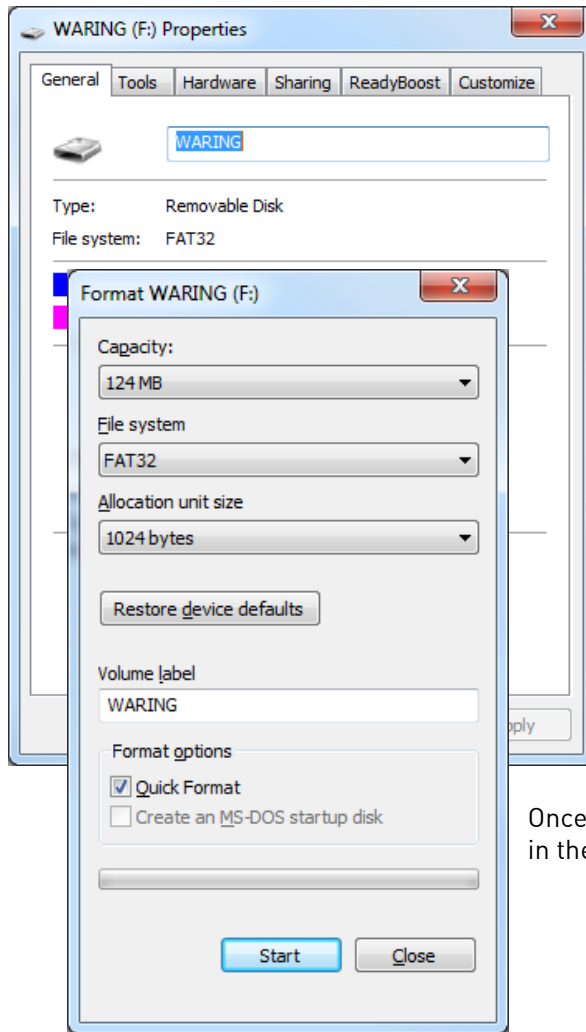 WARING (F:) Properties
General Tools Hardware Sharing ReadyBoost Customize
WARING
Type: Removable Disk
File system: FAT32
Format WARING (F:)
Capacity:
124 MB
File system
FAT32
Allocation unit size
1024 bytes
Restore device defaults
Volume label
WARING
pply
Format options
Quick Format
Create an MS-DOS startup disk
Once
in the
Start Close